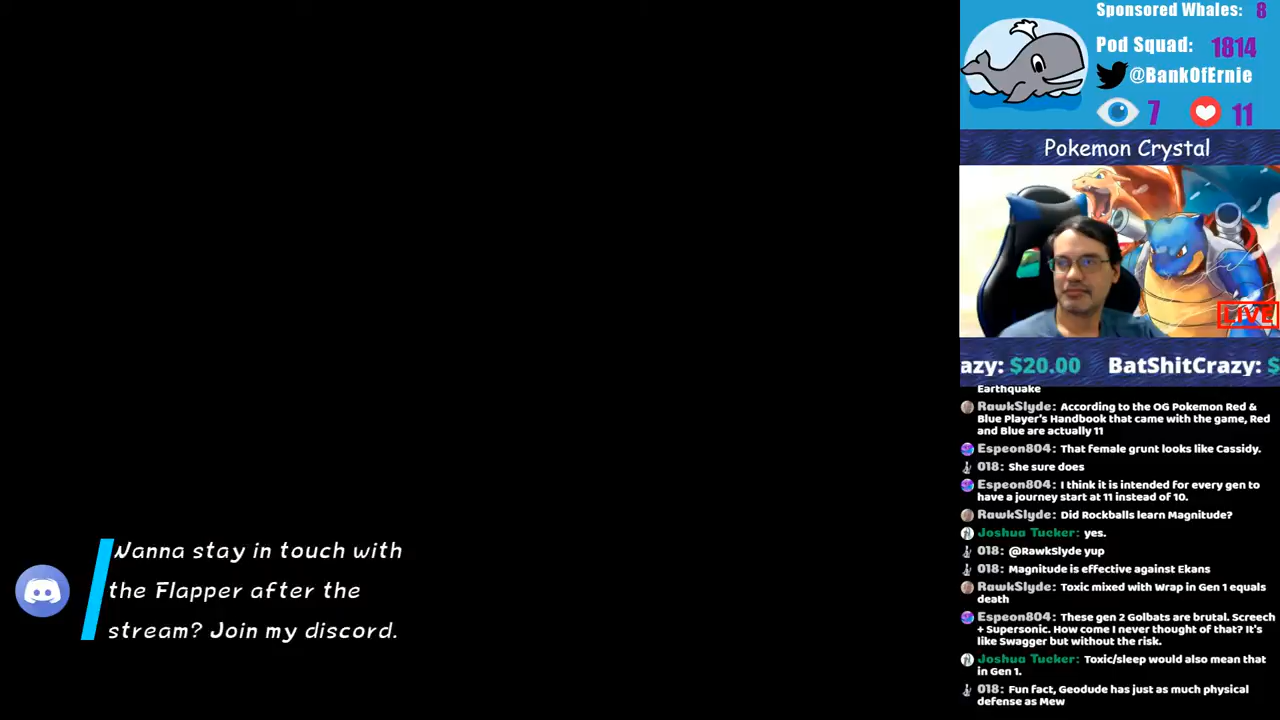 Sponsored Whales: 8
Pod Squad: 1814
@BankOfErnie
7 11
Pokemon Crystal
LIVE
azy: $20.00 BatShitCrazy: $
Earthquake
RawkSlyde: According to the OG Pokemon Red &
Blue Player's Handbook that came with the game, Red
and Blue are actually 11
Espeon804: That female grunt looks like Cassidy.
018: She sure does
Espeon804: I think it is intended for every gen to
have a journey start at 11 instead of 10.
RawkSlyde: Did Rockballs learn Magnitude?
Joshua Tucker: yes.
018: @RawkSlyde yup
018: Magnitude is effective against Ekans
RawkSlyde: Toxic mixed with Wrap in Gen 1 equals
death
Espeon804: These gen 2 Golbats are brutal. Screech
+ Supersonic. How come I never thought of that? It's
like Swagger but without the risk.
Joshua Tucker: Toxic/sleep would also mean that
in Gen 1.
018: Fun fact, Geodude has just as much physical
defense as Mew
Wanna stay in touch with
the Flapper after the
stream? Join my discord.